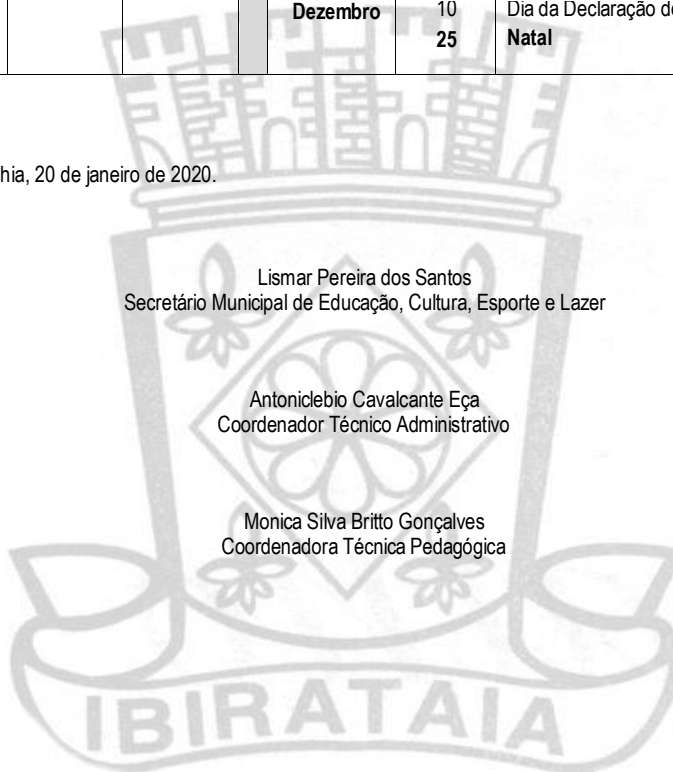 Dezembro 10 Dia da Declaração
25 Natal
hia, 20 de janeiro de 2020.
Lismar Pereira dos Santos
Secretário Municipal de Educação, Cultura, Esporte e Lazer
Antoniclebio Cavalcante Eça
Coordenador Técnico Administrativo
Monica Silva Britto Gonçalves
Coordenadora Técnica Pedagógica
IBIRATAIA